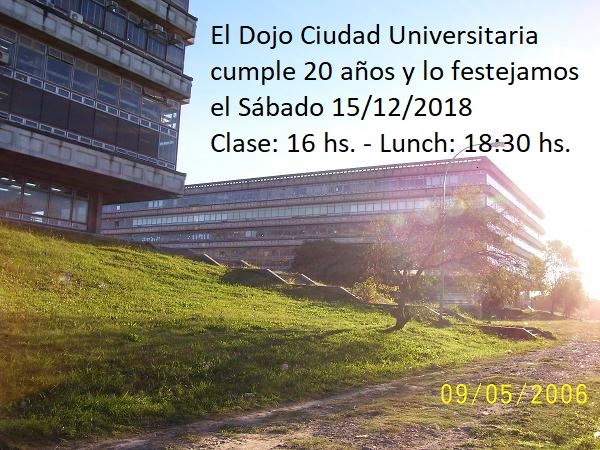 El Dojo Ciudad Universitaria
cumple 20 años y lo festejamos
el Sábado 15/12/2018
Clase: 16 hs. - Lunch: 18:30 hs.
09/05/2006